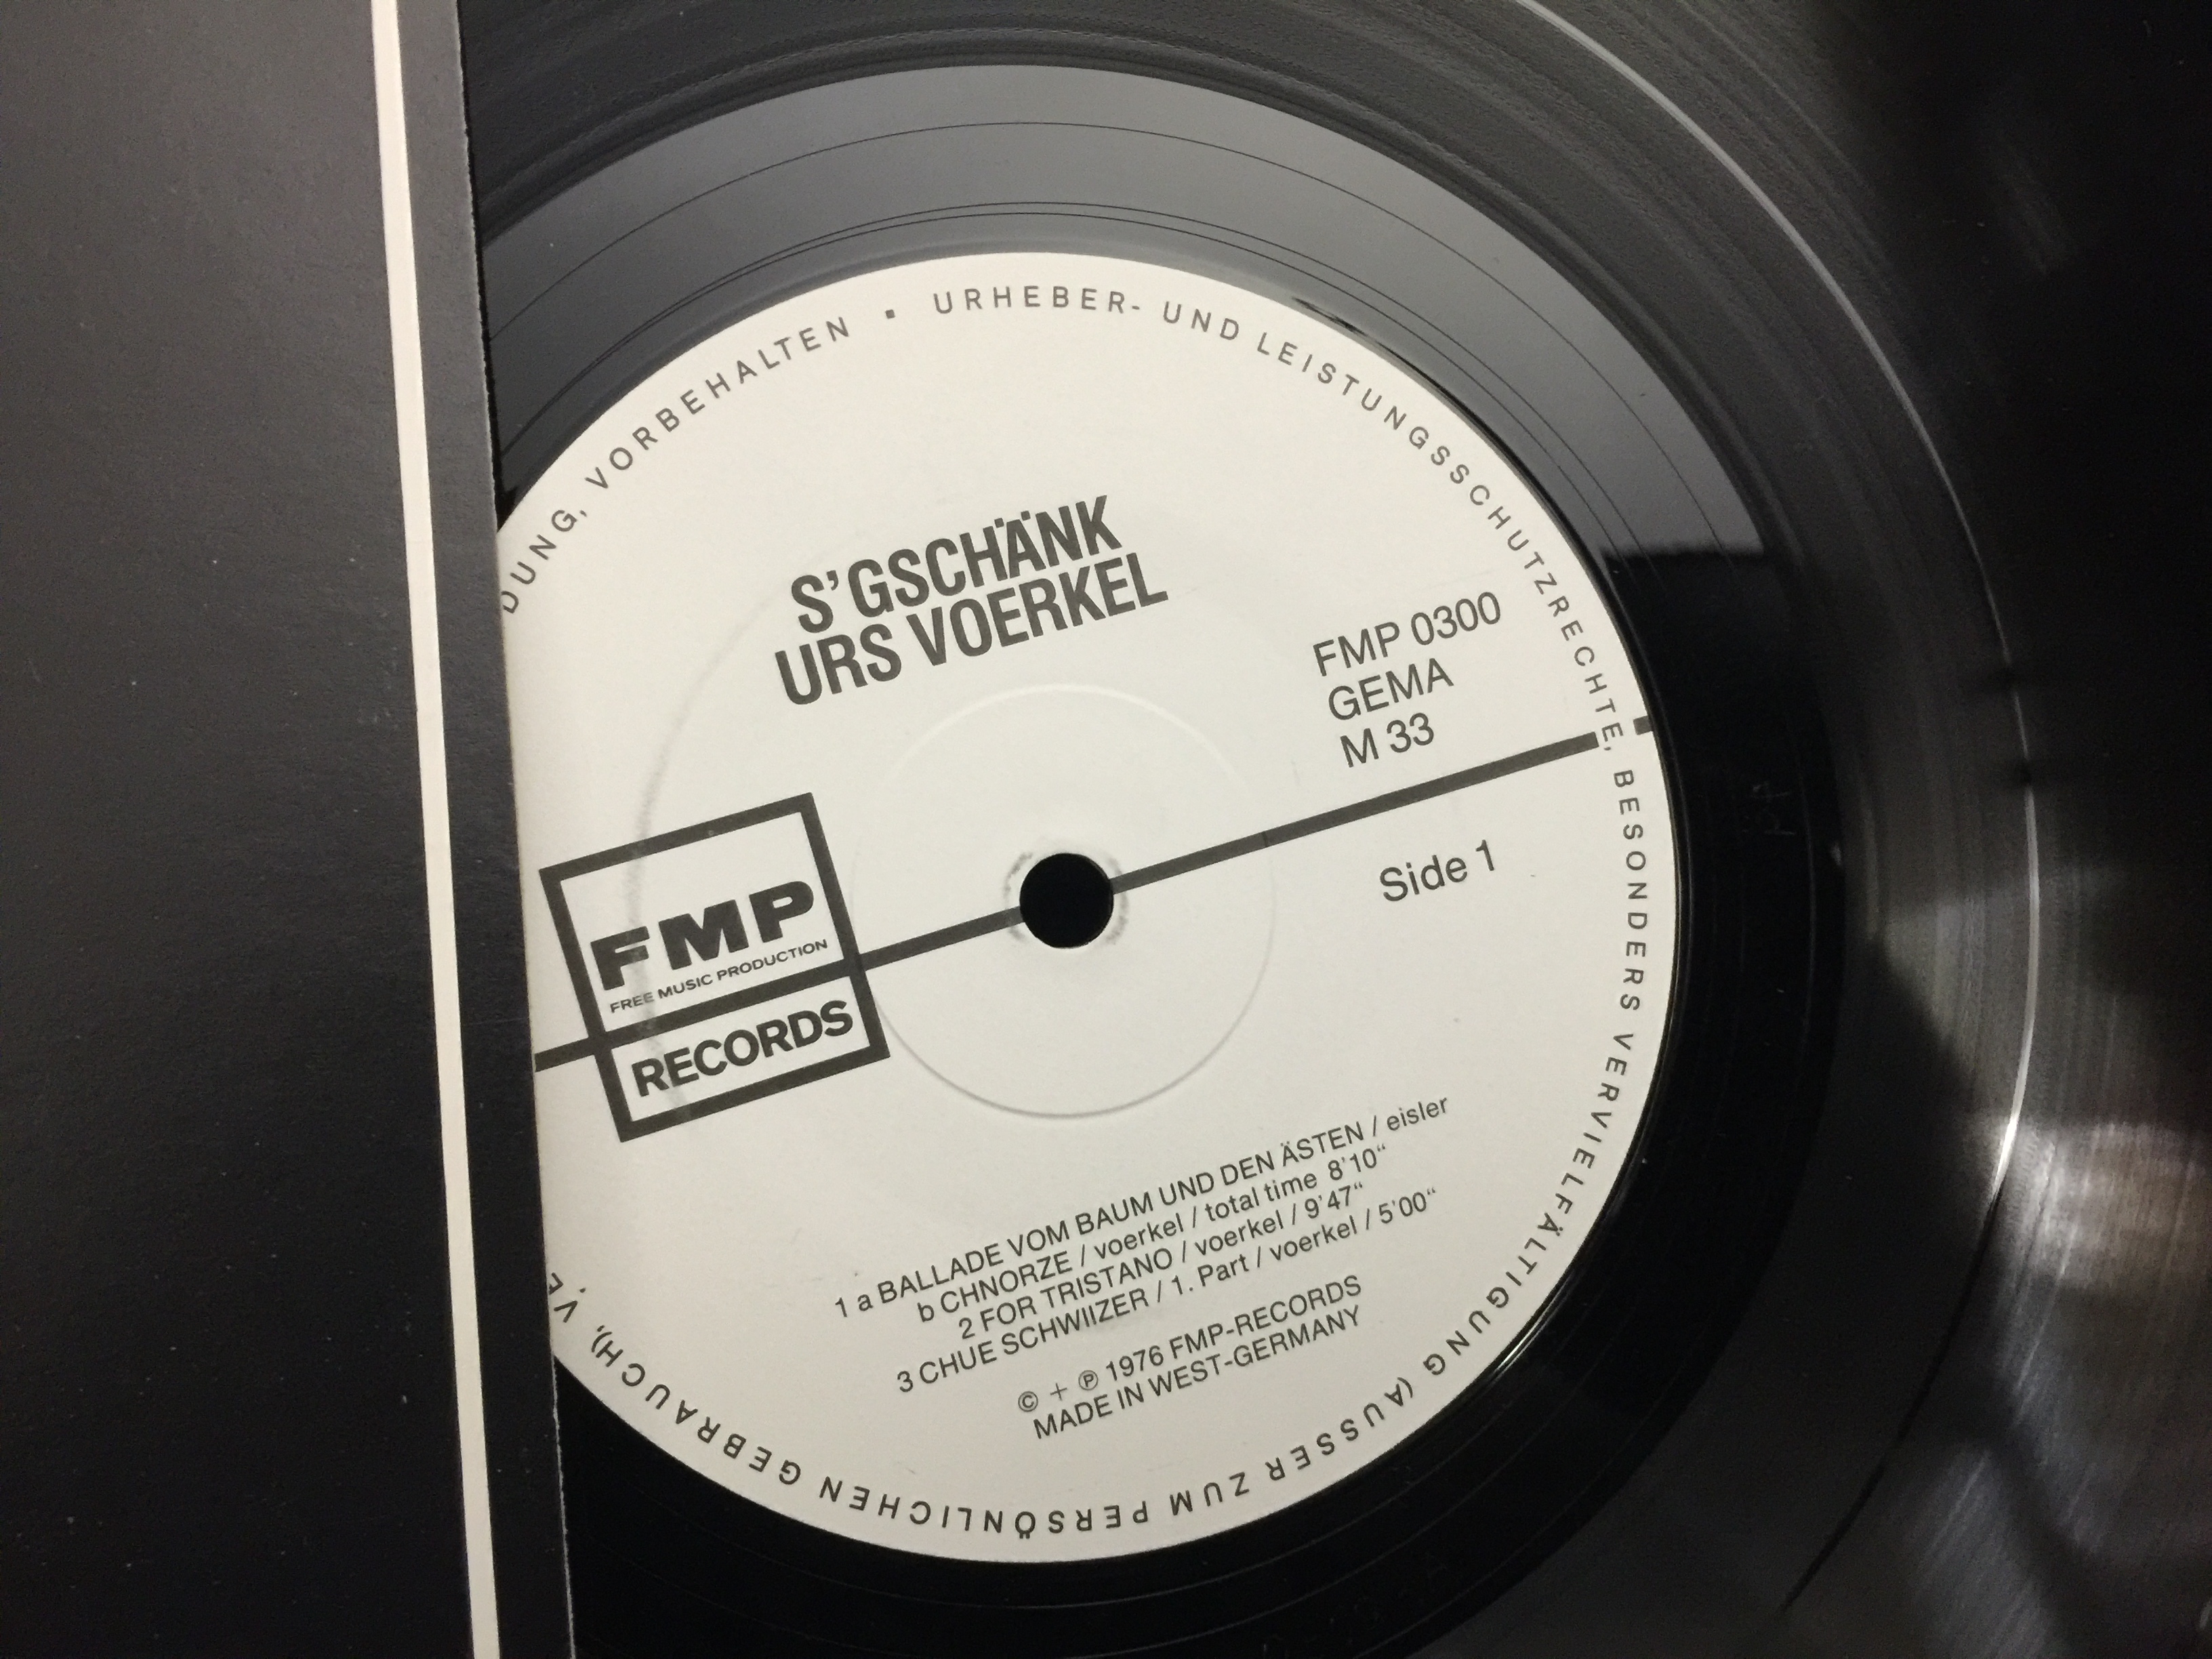 DUNG, VORBEHALTEN ▪ URHEBER- UND LEISTUNGSSCHUTZRECHTE, BESONDERS VERVIELFÄLTIGUNG (AUSSER ZUM PERSÖNLICHEN GEBRAUCH),
S'GSCHÄNK
URS VOERKEL
FMP 0300
GEMA
M 33
Side 1
FMP
FREE MUSIC PRODUCTION
RECORDS
1 a BALLADE VOM BAUM UND DEN ÄSTEN / eisler
b CHNORZE / voerkel / total time 8'10“
2 FOR TRISTANO / voerkel / 9'47“
3 CHUE SCHWIIZER / 1. Part / voerkel / 5'00“
© + ℗ 1976 FMP-RECORDS
MADE IN WEST-GERMANY